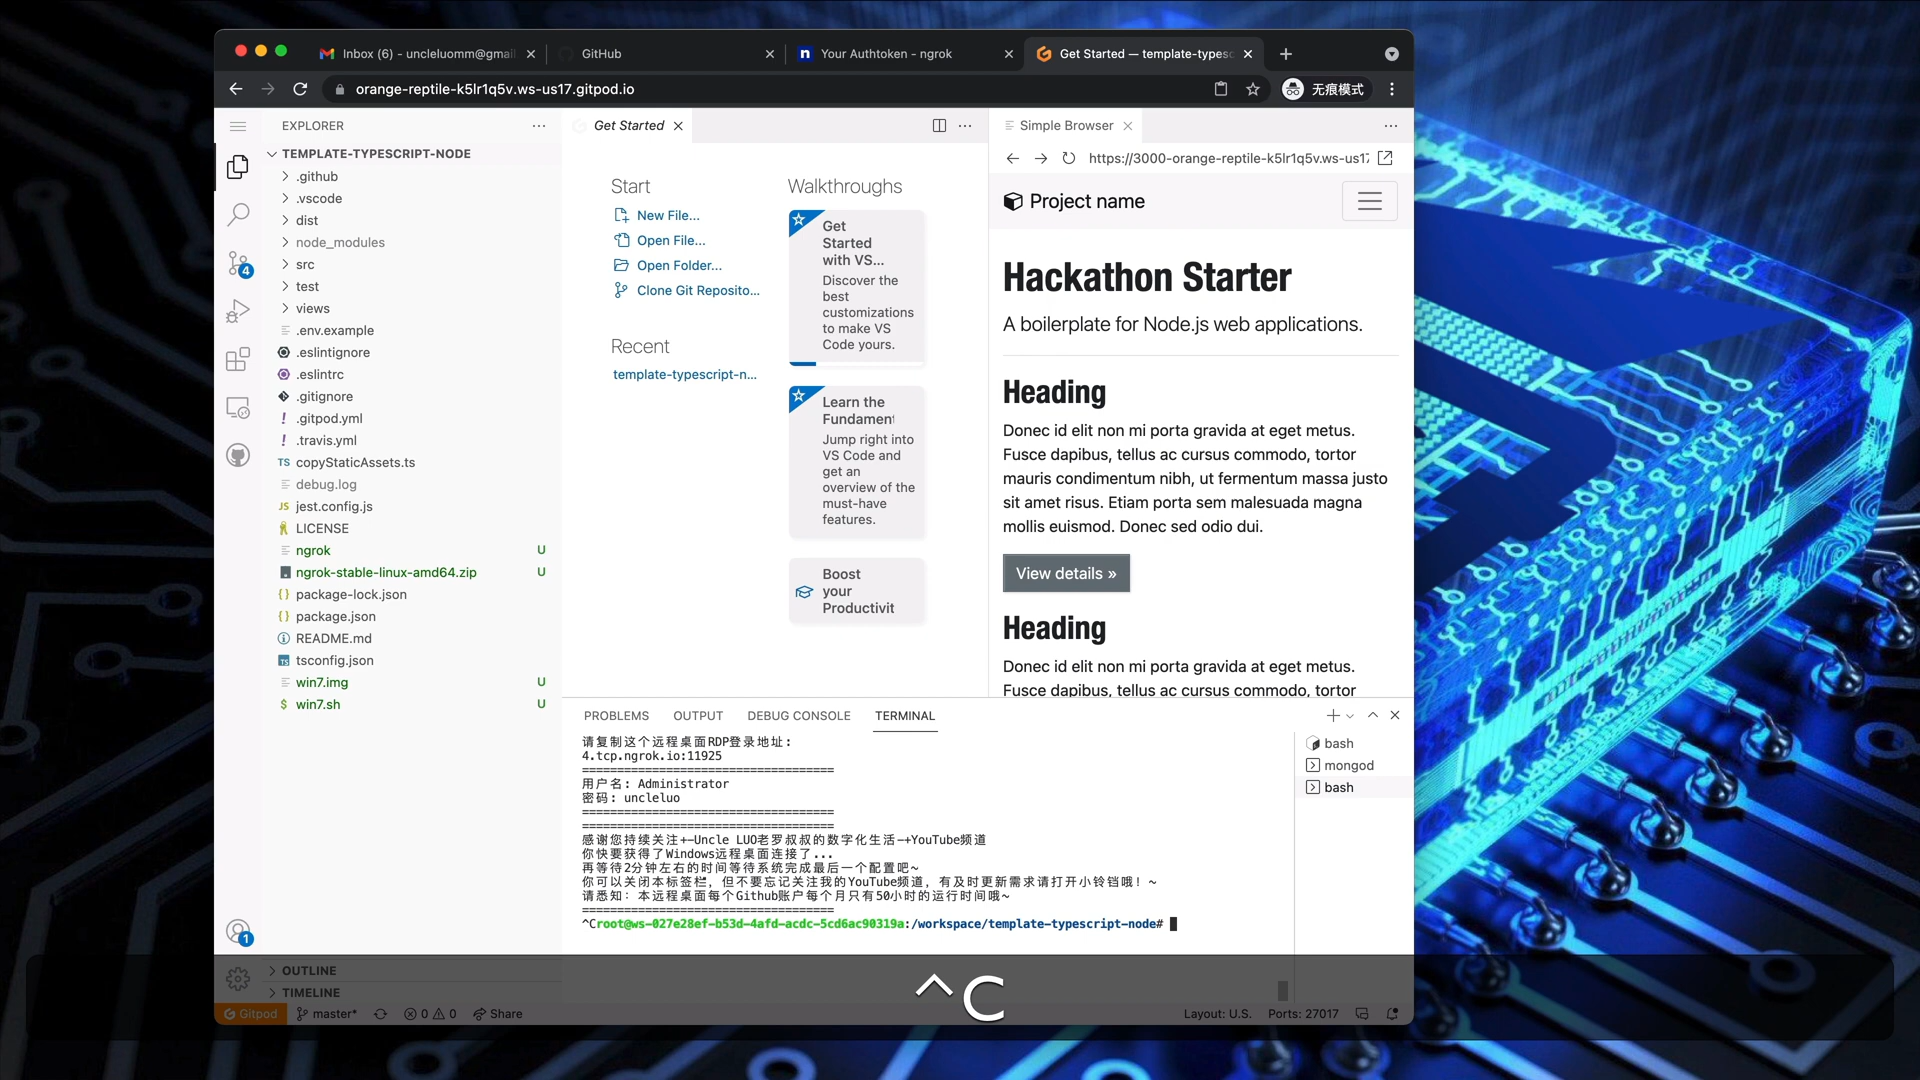 Inbox (6) - uncleluomm@gmai
GitHub
Your Authtoken - ngrok
Get Started — template-typesc
orange-reptile-k5lr1q5v.ws-us17.gitpod.io
无痕模式
EXPLORER
TEMPLATE-TYPESCRIPT-NODE
.github
.vscode
dist
node_modules
src
test
views
.env.example
.eslintignore
.eslintrc
.gitignore
! .gitpod.yml
! .travis.yml
TS copyStaticAssets.ts
debug.log
JS jest.config.js
LICENSE
ngrok U
ngrok-stable-linux-amd64.zip U
{} package-lock.json
{} package.json
README.md
tsconfig.json
win7.img U
$ win7.sh U
OUTLINE
TIMELINE
4
1
Get Started
Start
New File...
Open File...
Open Folder...
Clone Git Reposito...
Recent
template-typescript-n...
Walkthroughs
Get
Started
with VS...
Discover the
best
customizations
to make VS
Code yours.
Learn the
Fundament
Jump right into
VS Code and
get an
overview of the
must-have
features.
Boost
your
Productivit
Simple Browser
https://3000-orange-reptile-k5lr1q5v.ws-us17
Project name
Hackathon Starter
A boilerplate for Node.js web applications.
Heading
Donec id elit non mi porta gravida at eget metus.
Fusce dapibus, tellus ac cursus commodo, tortor
mauris condimentum nibh, ut fermentum massa justo
sit amet risus. Etiam porta sem malesuada magna
mollis euismod. Donec sed odio dui.
View details »
Heading
Donec id elit non mi porta gravida at eget metus.
Fusce dapibus, tellus ac cursus commodo, tortor
PROBLEMS OUTPUT DEBUG CONSOLE TERMINAL
请复制这个远程桌面RDP登录地址:
4.tcp.ngrok.io:11925
====================================
用户名: Administrator
密码: uncleluo
====================================
====================================
感谢您持续关注+—Uncle LUO老罗叔叔的数字化生活—+YouTube频道
你快要获得了Windows远程桌面连接了...
再等待2分钟左右的时间等待系统完成最后一个配置吧~
你可以关闭本标签栏，但不要忘记关注我的YouTube频道，有及时更新需求请打开小铃铛哦！~
请悉知：本远程桌面每个Github账户每个月只有50小时的运行时间哦~
====================================
^Croot@ws-027e28ef-b53d-4afd-acdc-5cd6ac90319a:/workspace/template-typescript-node#
bash
mongod
bash
^C
Gitpod master* 0 0 Share
Layout: U.S. Ports: 27017